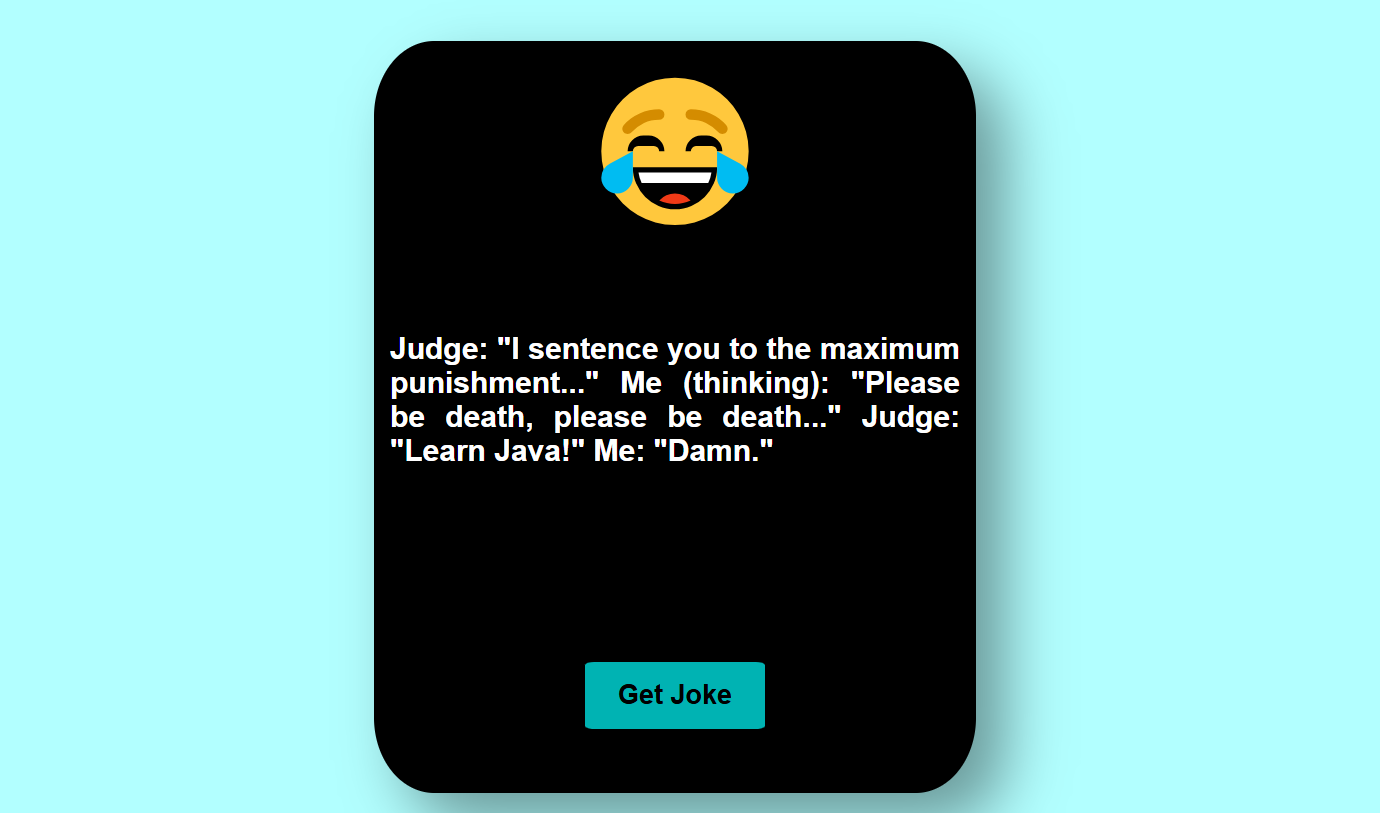 Judge: "I sentence you to the maximum
punishment..." Me (thinking): "Please
be death, please be death..." Judge:
"Learn Java!" Me: "Damn."
Get Joke